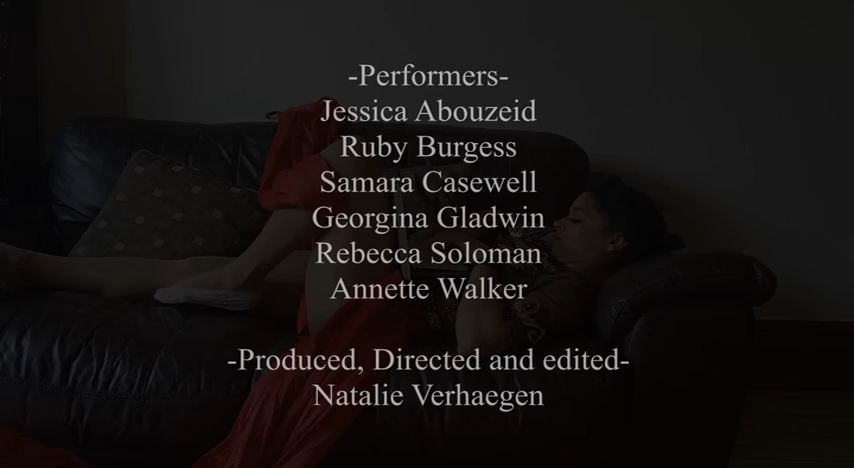 -Performers-
Jessica Abouzeid
Ruby Burgess
Samara Casewell
Georgina Gladwin
Rebecca Soloman
Annette Walker
-Produced, Directed and edited-
Natalie Verhaegen